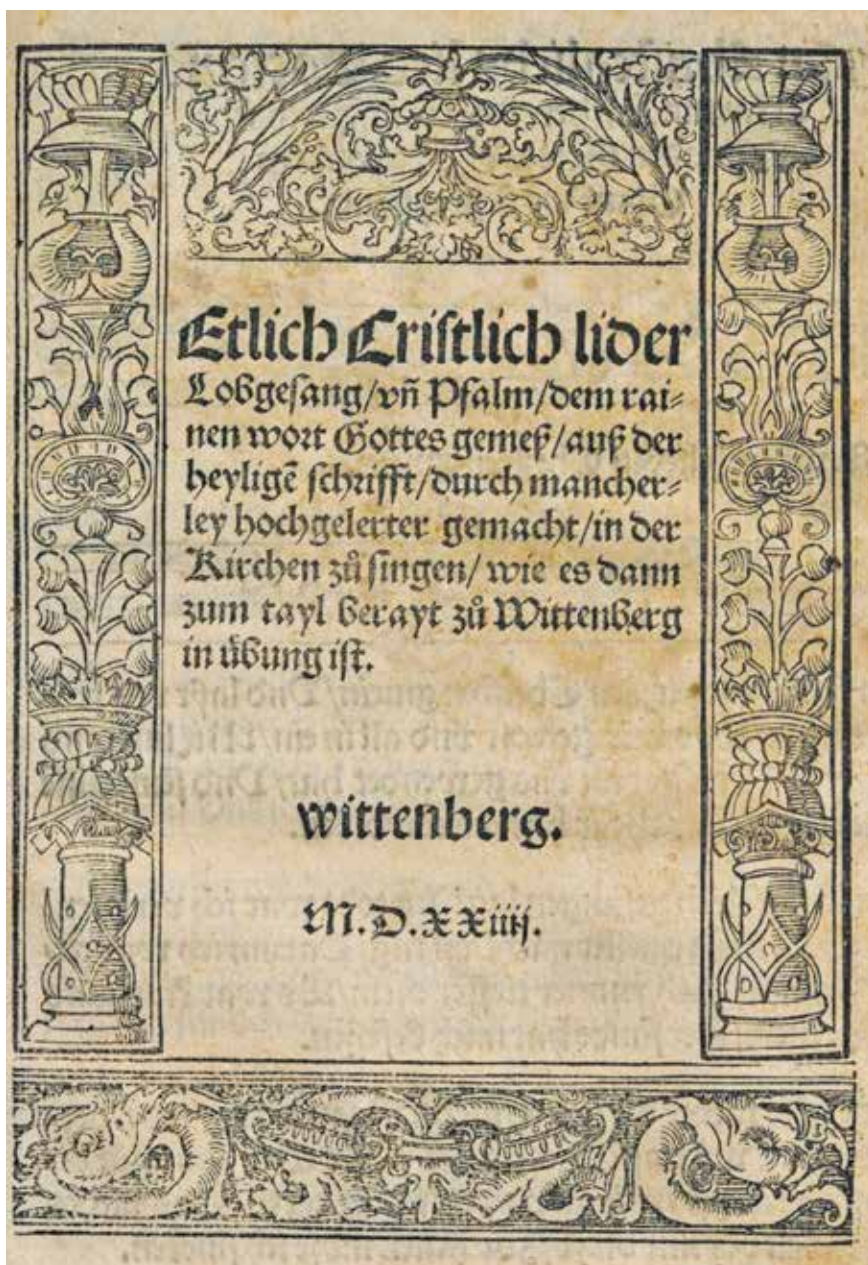 Etlich Cristlich lider
Lobgesang/vñ Psalm/dem rai⸗
nen wort Gottes gemeß/auß der
heyligẽ schrifft/durch mancher⸗
ley hochgelerter gemacht/in der
Kirchen zů singen/ wie es dann
zum tayl berayt zů Wittenberg
in übung ist.
wittenberg.
M.D.XXiiij.